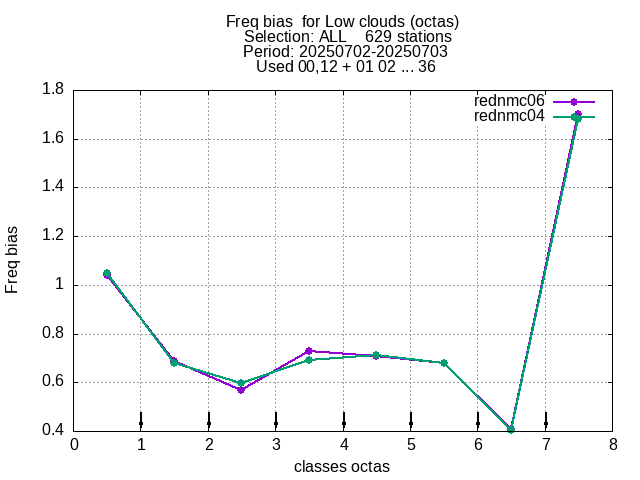 Freq bias  for Low clouds (octas)
Selection: ALL    629 stations
Period: 20250702-20250703
Used 00,12 + 01 02 ... 36
rednmc06
rednmc04
1.8
1.6
1.4
1.2
1
0.8
0.6
0.4
Freq bias
0 1 2 3 4 5 6 7 8
classes octas